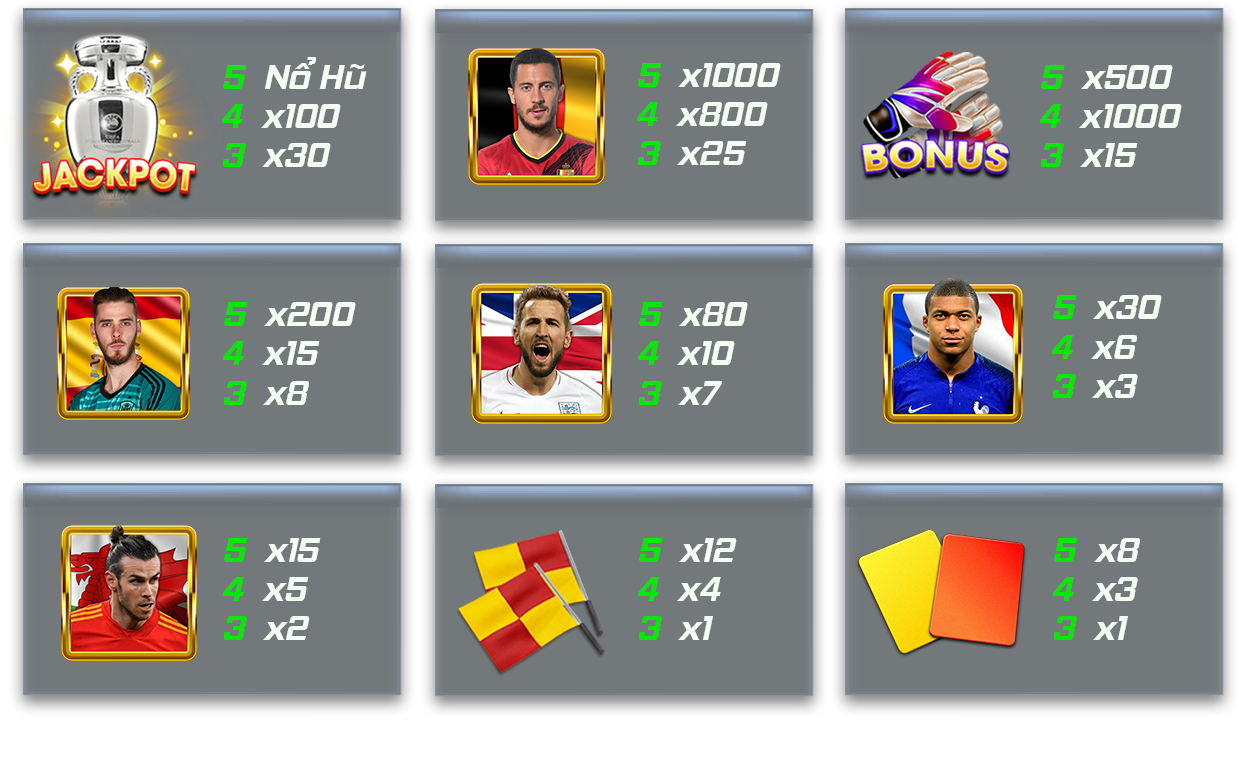 5 Nổ Hũ
4 x100
3 x30
JACKPOT
5 x1000
4 x800
3 x25
5 x500
4 x1000
3 x15
BONUS
5 x200
4 x15
3 x8
5 x80
4 x10
3 x7
5 x30
4 x6
3 x3
5 x15
4 x5
3 x2
5 x12
4 x4
3 x1
5 x8
4 x3
3 x1